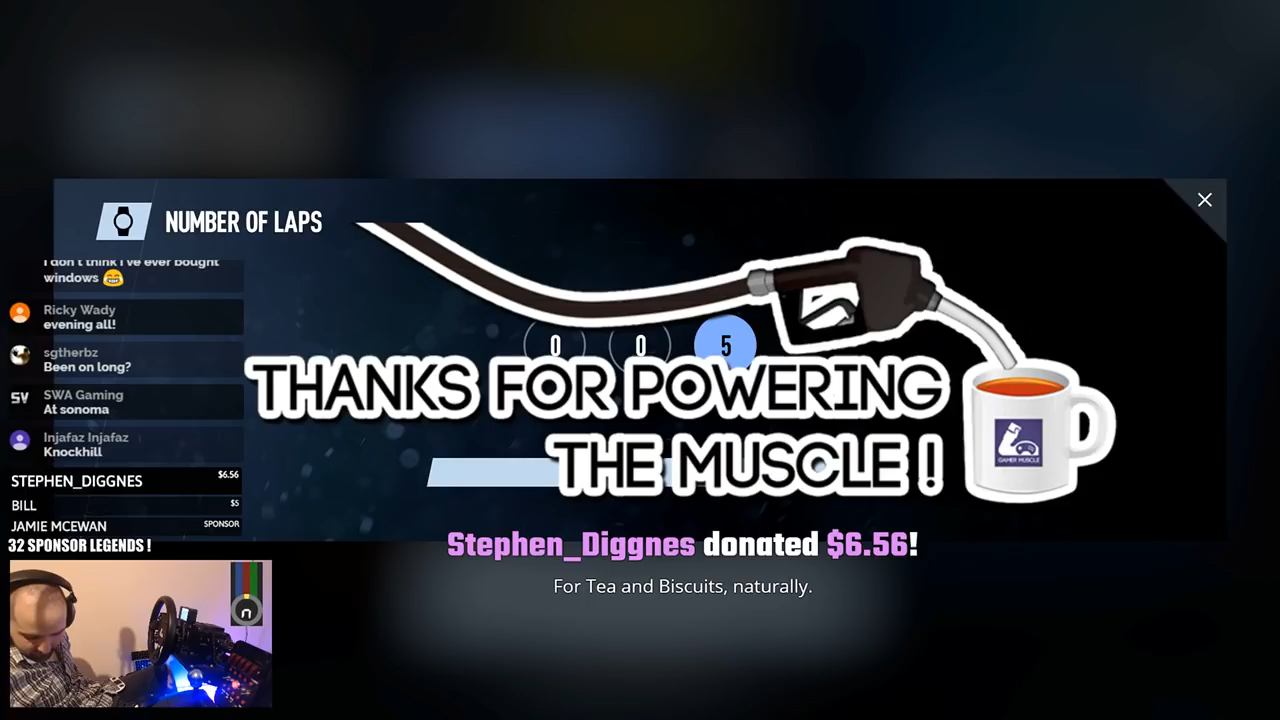 NUMBER OF LAPS
I don't think I've ever bought
windows 😂
Ricky Wady
evening all!
sgtherbz
Been on long?
SWA Gaming
At sonoma
Injafaz Injafaz
Knockhill
STEPHEN_DIGGNES $6.56
BILL $5
JAMIE MCEWAN SPONSOR
32 SPONSOR LEGENDS !
0 0 5
THANKS FOR POWERING
THE MUSCLE !
GAMER MUSCLE
Stephen_Diggnes donated $6.56!
For Tea and Biscuits, naturally.
n